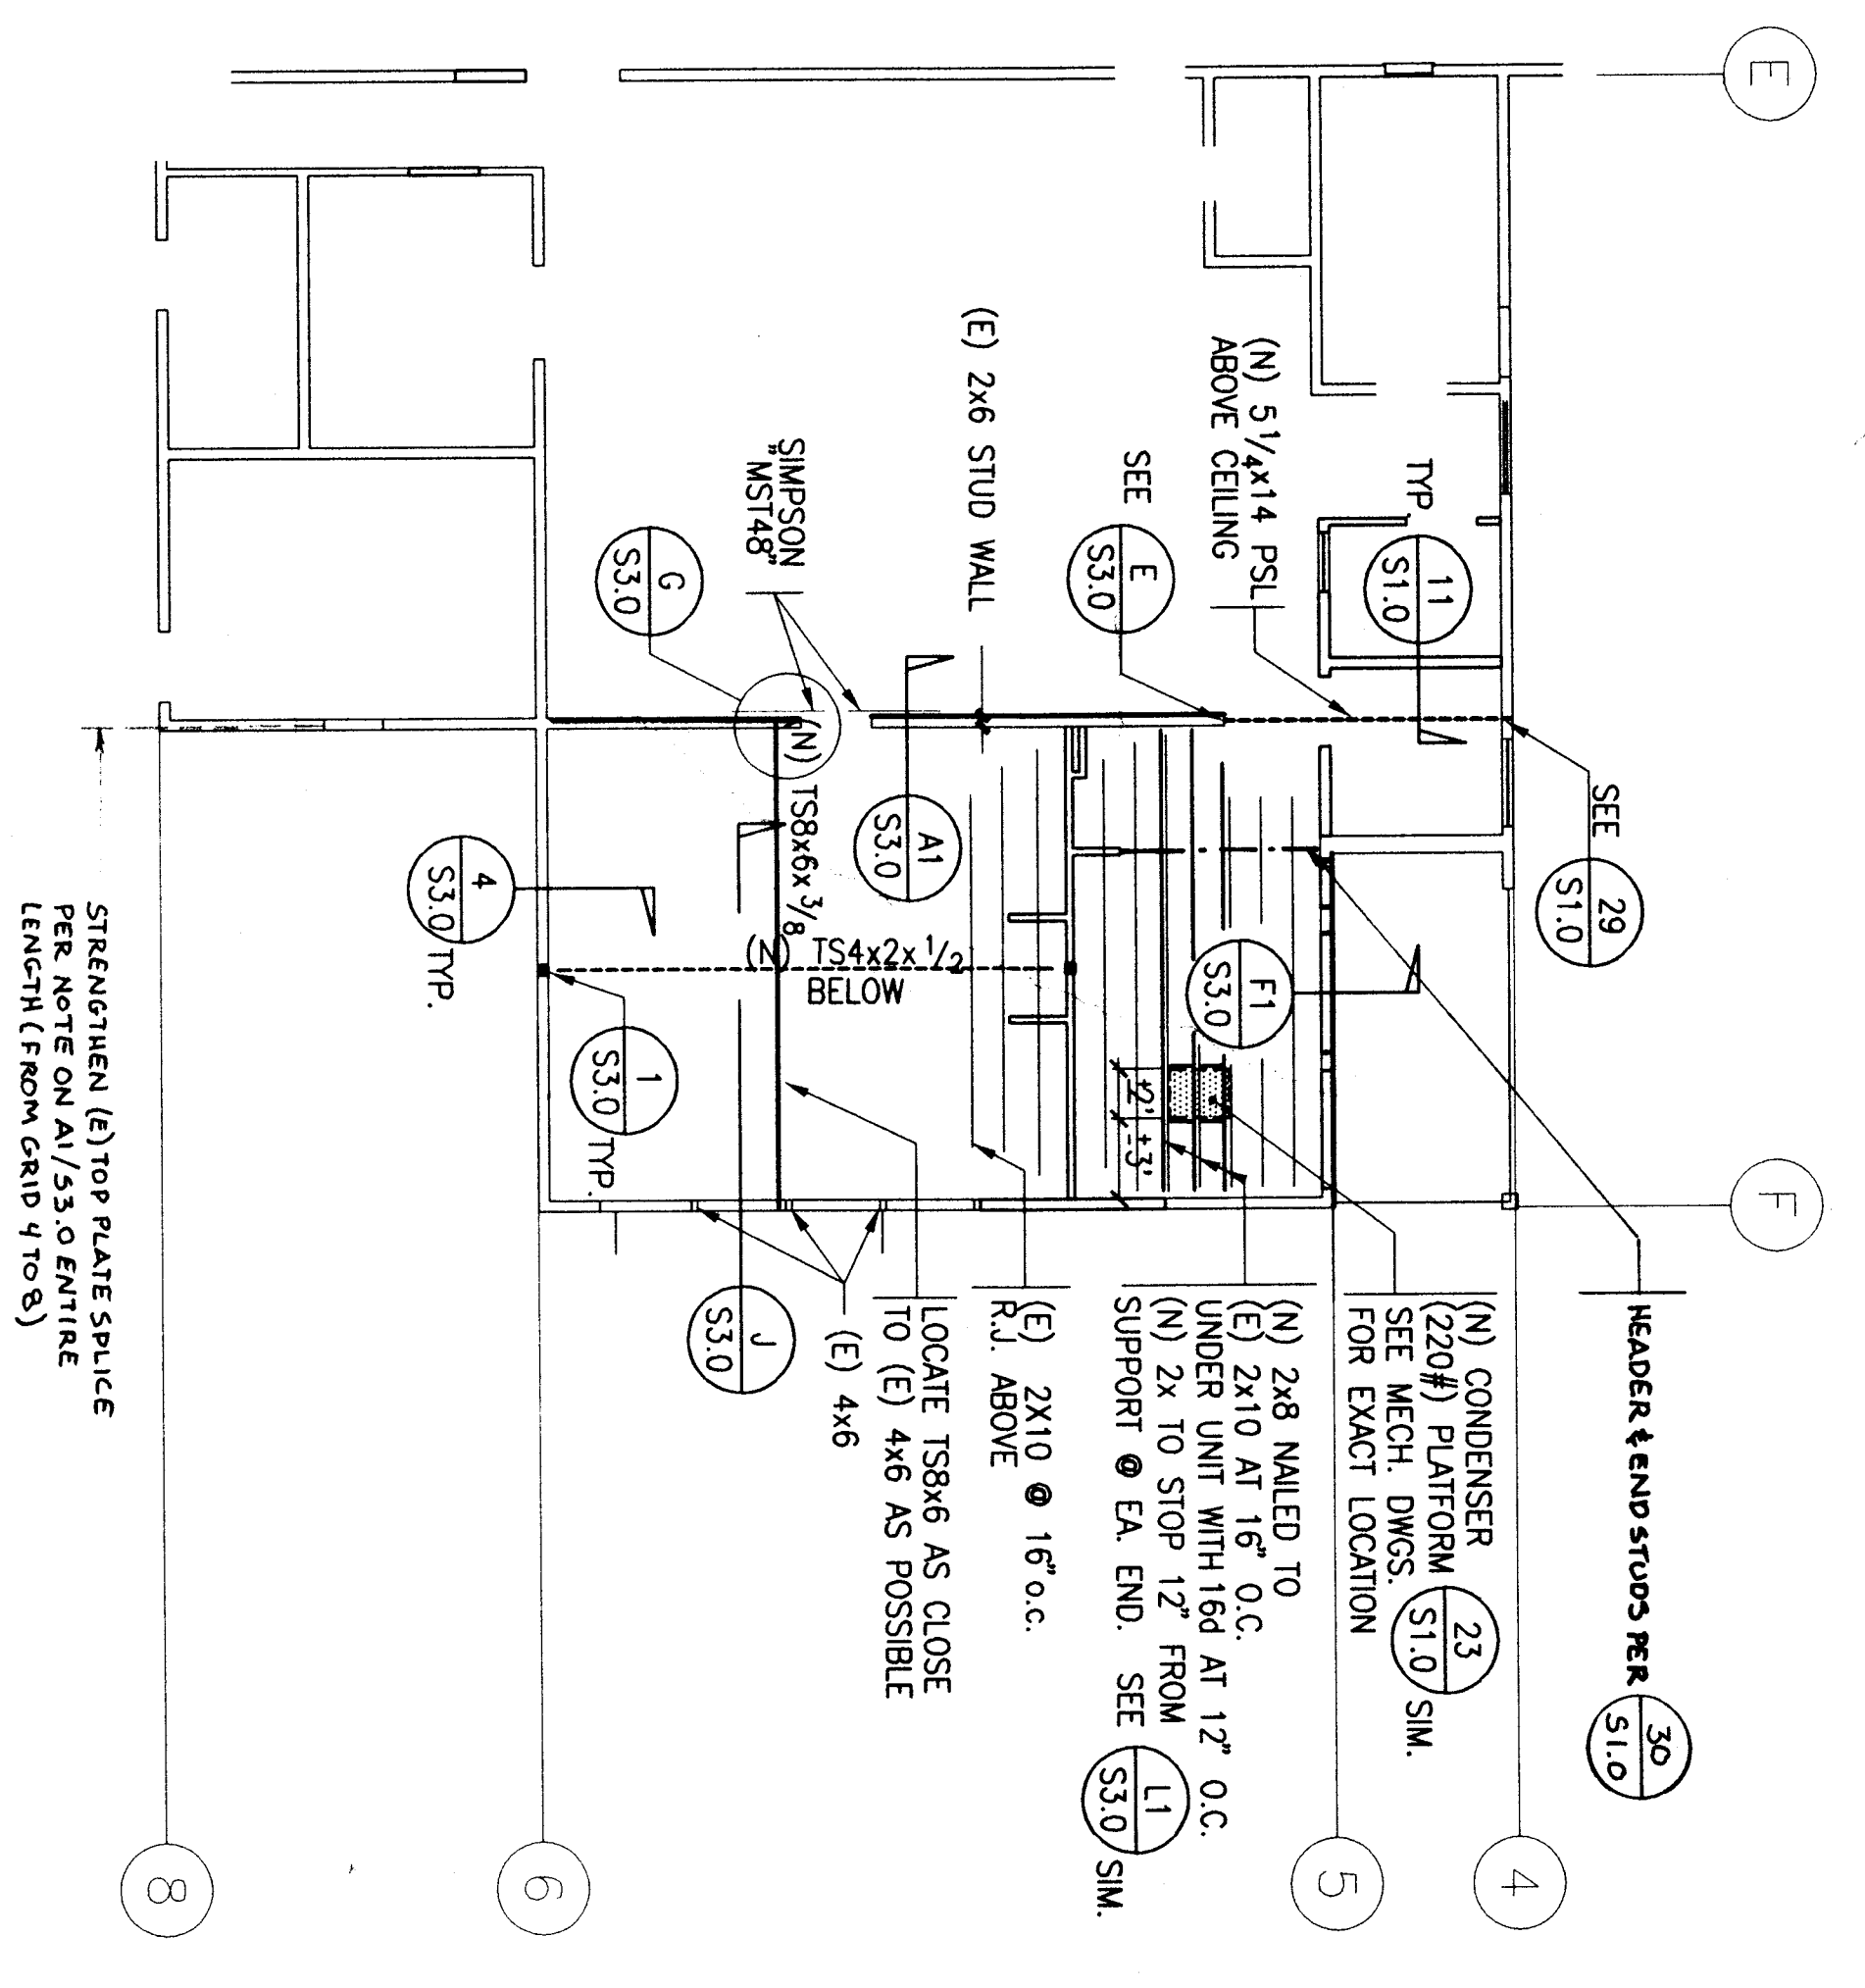 E
(N) 5 1/4x14 PSL
ABOVE CEILING
TYP
11
S1.0
SEE
29
S1.0
SEE
E
S3.0
(E) 2x6 STUD WALL
SIMPSON
"MST48"
G
S3.0
A1
S3.0
(N) TS8x6x 3/8
(N) TS4x2x 1/2
BELOW
F1
S3.0
4
S3.0 TYP.
1
S3.0 TYP.
±2' ±3'
F
HEADER & END STUDS PER
30
S1.0
(N) CONDENSER
(220#) PLATFORM
SEE MECH. DWGS.
FOR EXACT LOCATION
23
S1.0 SIM.
(N) 2x8 NAILED TO
(E) 2x10 AT 16" O.C.
UNDER UNIT WITH 16d AT 12" O.C.
(N) 2x TO STOP 12" FROM
SUPPORT @ EA. END. SEE
L1
S3.0 SIM.
(E) 2X10 @ 16"o.c.
R.J. ABOVE
LOCATE TS8x6 AS CLOSE
TO (E) 4x6 AS POSSIBLE
(E) 4x6
J
S3.0
STRENGTHEN (E) TOP PLATE SPLICE
PER NOTE ON A1/S3.0 ENTIRE
LENGTH (FROM GRID 4 TO 8)
4
5
6
8